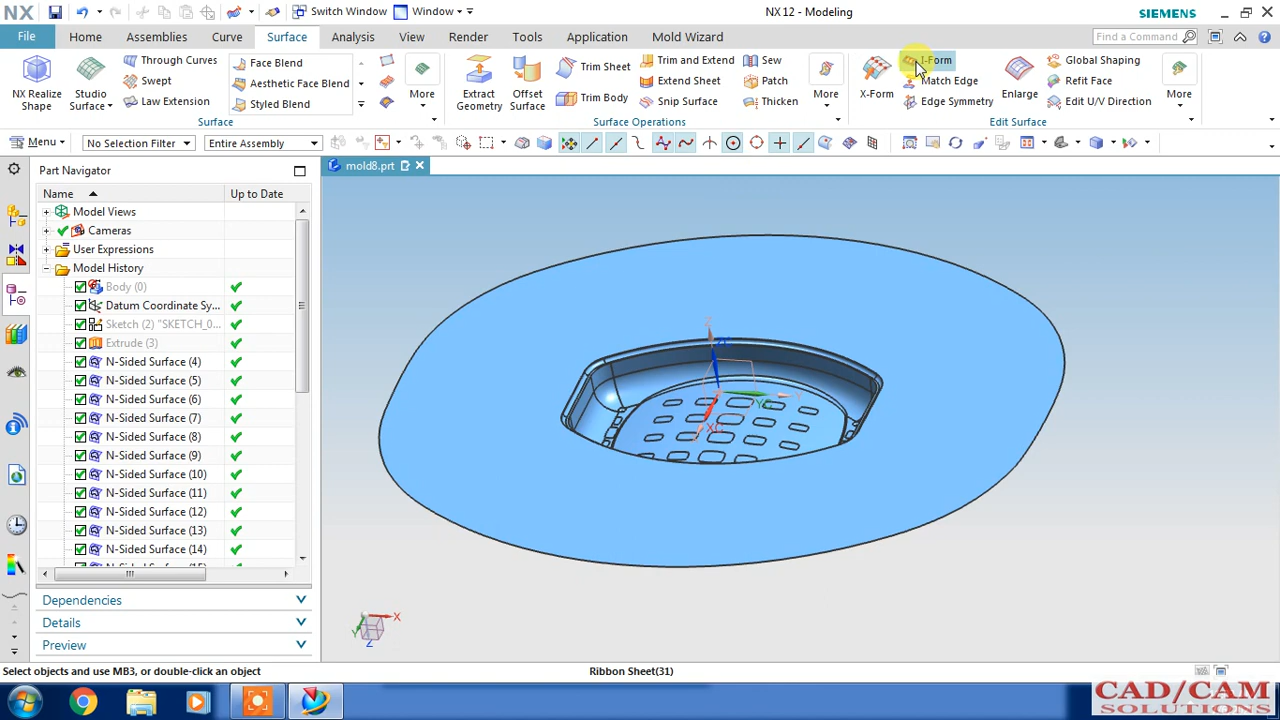 NX
Switch Window
Window
NX 12 - Modeling
SIEMENS
File
Home
Assemblies
Curve
Surface
Analysis
View
Render
Tools
Application
Mold Wizard
Find a Command
NX Realize Shape
Studio Surface
Through Curves
Swept
Law Extension
Face Blend
Aesthetic Face Blend
Styled Blend
More
Surface
Extract Geometry
Offset Surface
Trim Sheet
Trim Body
Trim and Extend
Extend Sheet
Snip Surface
Sew
Patch
Thicken
More
Surface Operations
X-Form
I-Form
Match Edge
Edge Symmetry
Enlarge
Global Shaping
Refit Face
Edit U/V Direction
More
Edit Surface
Menu
No Selection Filter
Entire Assembly
Part Navigator
mold8.prt
Name
Up to Date
Model Views
Cameras
User Expressions
Model History
Body (0)
Datum Coordinate Sy...
Sketch (2) "SKETCH_0...
Extrude (3)
N-Sided Surface (4)
N-Sided Surface (5)
N-Sided Surface (6)
N-Sided Surface (7)
N-Sided Surface (8)
N-Sided Surface (9)
N-Sided Surface (10)
N-Sided Surface (11)
N-Sided Surface (12)
N-Sided Surface (13)
N-Sided Surface (14)
Dependencies
Details
Preview
XC
X
Y
Z
Select objects and use MB3, or double-click an object
Ribbon Sheet(31)
CAD/CAM
SOLUTIONS